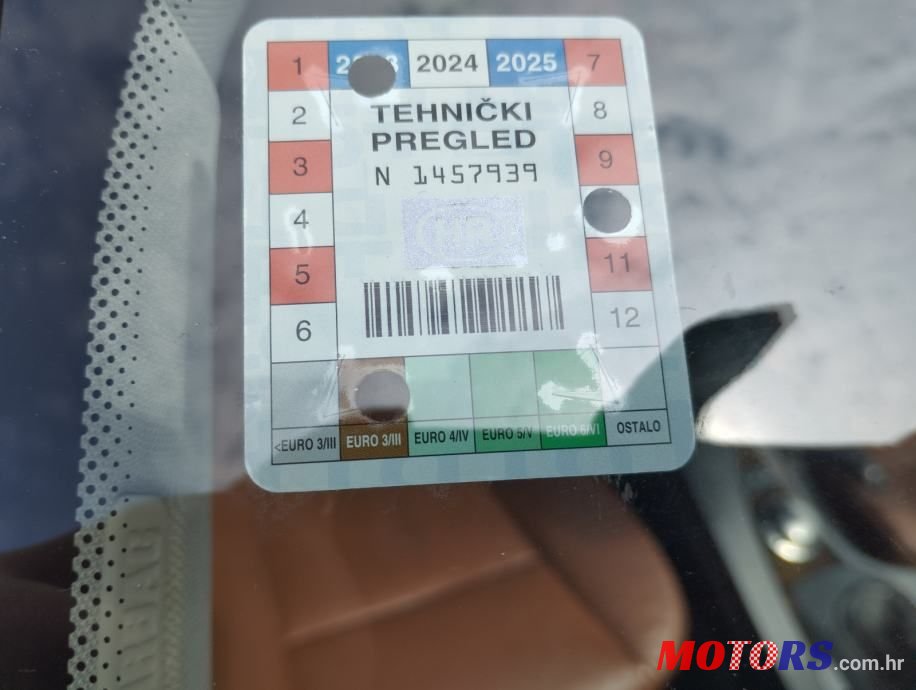 1 2024 2025 7
2 TEHNIČKI 8
3 PREGLED 9
N 1457939
4 HR
5 11
6 12
<EURO 3/III EURO 3/III EURO 4/IV EURO 5/V EURO 6/VI OSTALO
MOTORS.com.hr